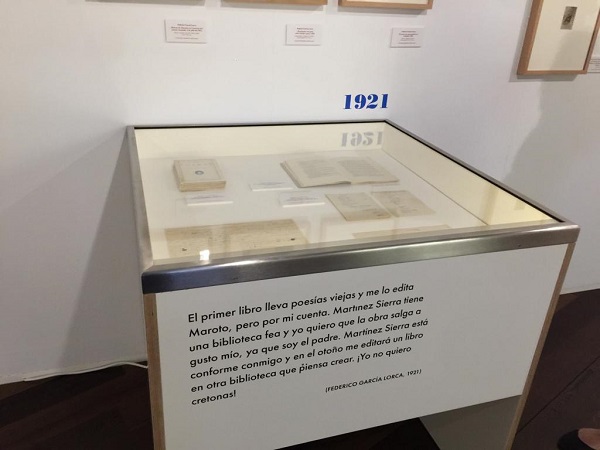 1921
El primer libro lleva poesías viejas y me lo edita
Maroto, pero por mi cuenta. Martínez Sierra tiene
una biblioteca fea y yo quiero que la obra salga a
gusto mío, ya que soy el padre. Martínez Sierra está
conforme conmigo y en el otoño me editará un libro
en otra biblioteca que piensa crear. ¡Yo no quiero
cretonas!
(FEDERICO GARCÍA LORCA, 1921)